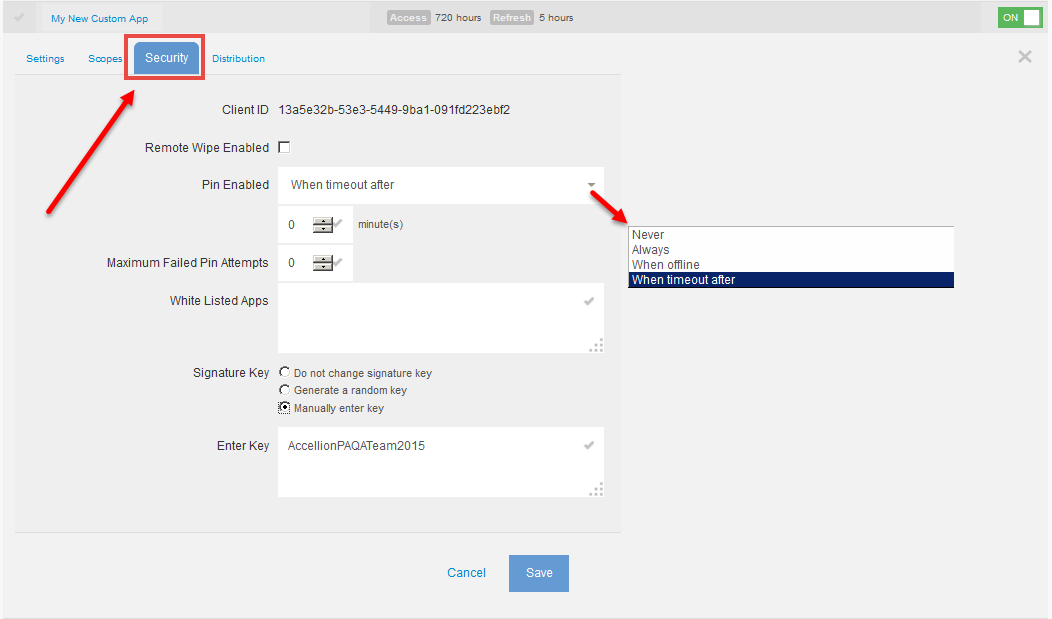 My New Custom App Access 720 hours Refresh 5 hours ON
Settings Scopes Security Distribution
Client ID 13a5e32b-53e3-5449-9ba1-091fd223ebf2
Remote Wipe Enabled
Pin Enabled When timeout after
0 minute(s)
Never
Always
When offline
When timeout after
Maximum Failed Pin Attempts 0
White Listed Apps
Signature Key Do not change signature key
Generate a random key
Manually enter key
Enter Key AccellionPAQATeam2015
Cancel Save